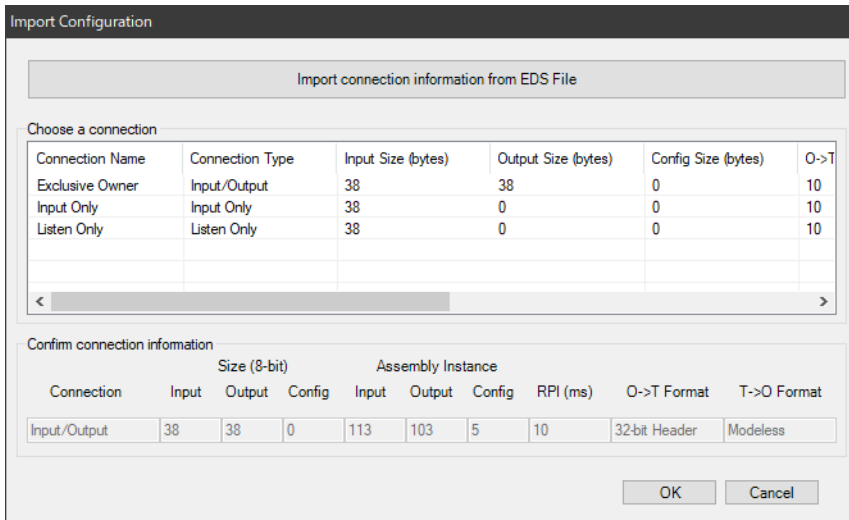 Import Configuration
Import connection information from EDS File
Choose a connection
Connection Name Connection Type Input Size (bytes) Output Size (bytes) Config Size (bytes) O->T
Exclusive Owner Input/Output 38 38 0 10
Input Only Input Only 38 0 0 10
Listen Only Listen Only 38 0 0 10
Confirm connection information
Size (8-bit) Assembly Instance
Connection Input Output Config Input Output Config RPI (ms) O->T Format T->O Format
Input/Output 38 38 0 113 103 5 10 32-bit Header Modeless
OK Cancel